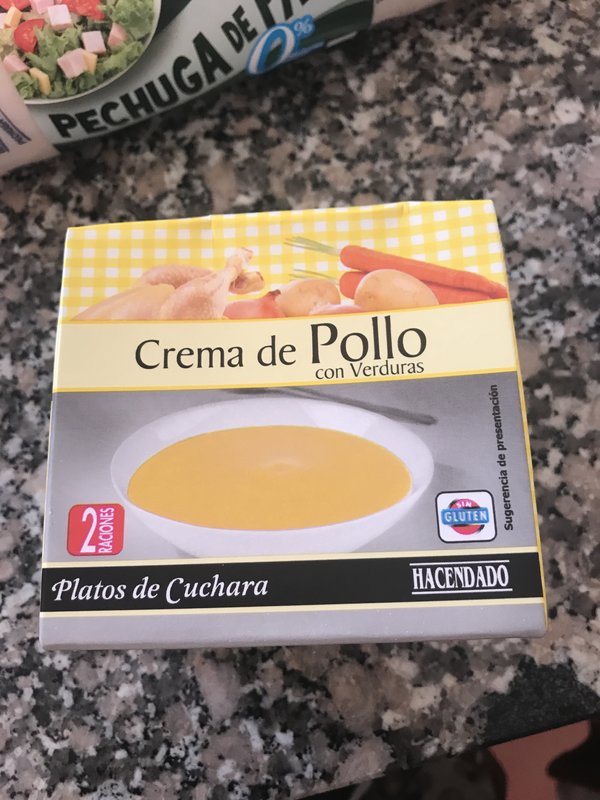 PECHUGA DE
0%
Crema de Pollo
con Verduras
Sugerencia de presentación
2
RACIONES
SIN
GLUTEN
Platos de Cuchara
HACENDADO